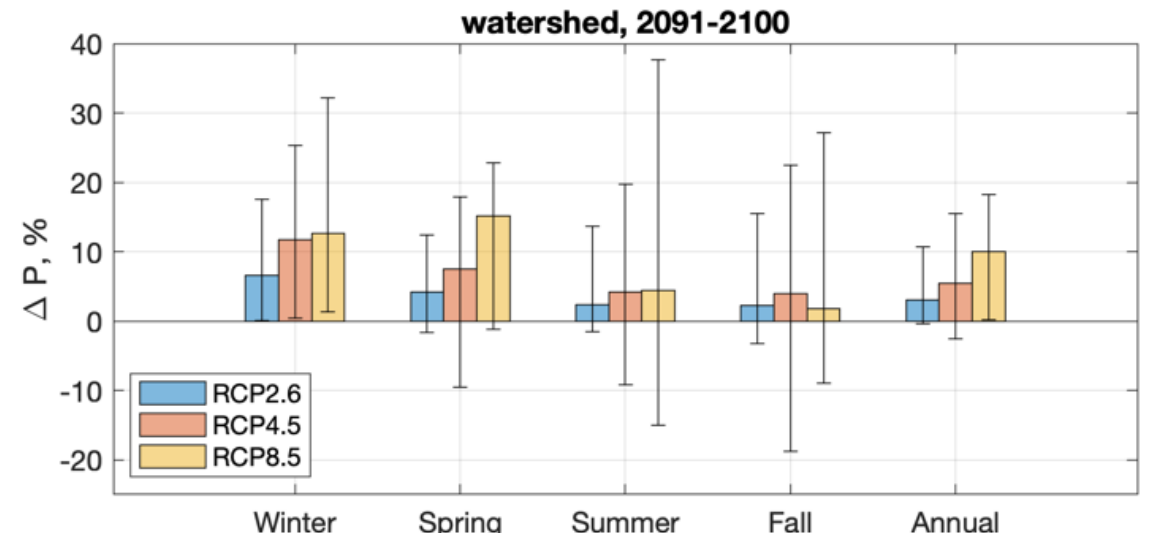 watershed, 2091-2100
40
30
20
10
0
-10
-20
Δ P, %
RCP2.6
RCP4.5
RCP8.5
Winter Spring Summer Fall Annual